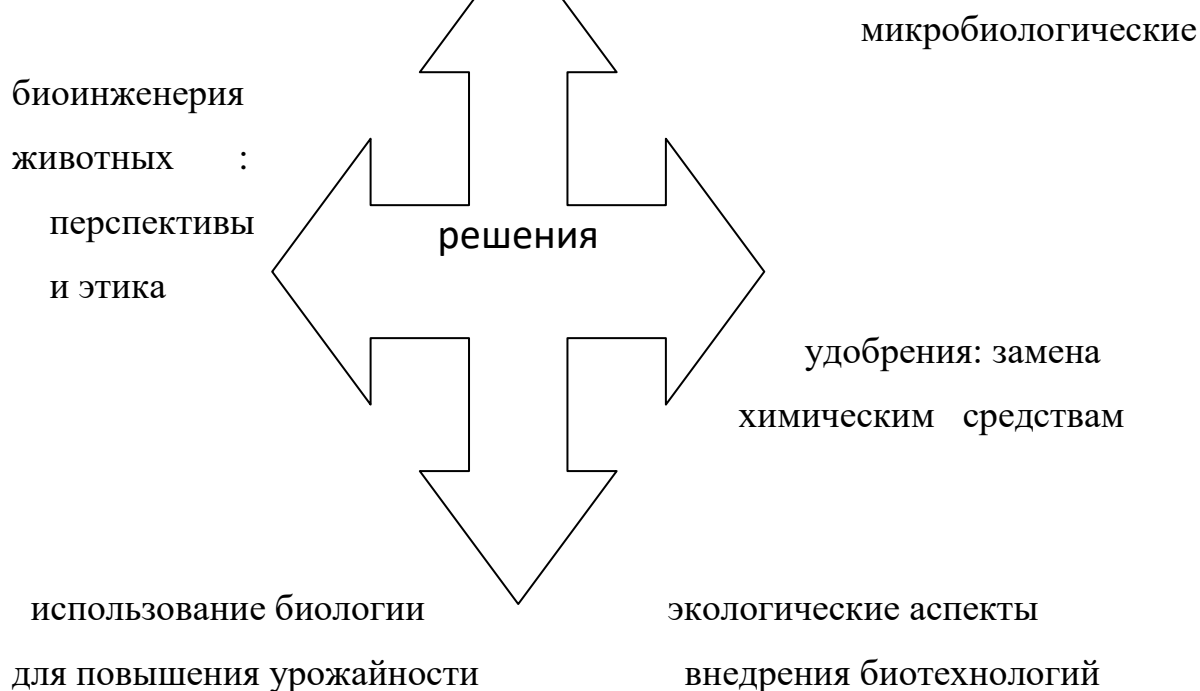 микробиологические
биоинженерия
животных :
перспективы
и этика
решения
удобрения: замена
химическим средствам
использование биологии
для повышения урожайности
экологические аспекты
внедрения биотехнологий